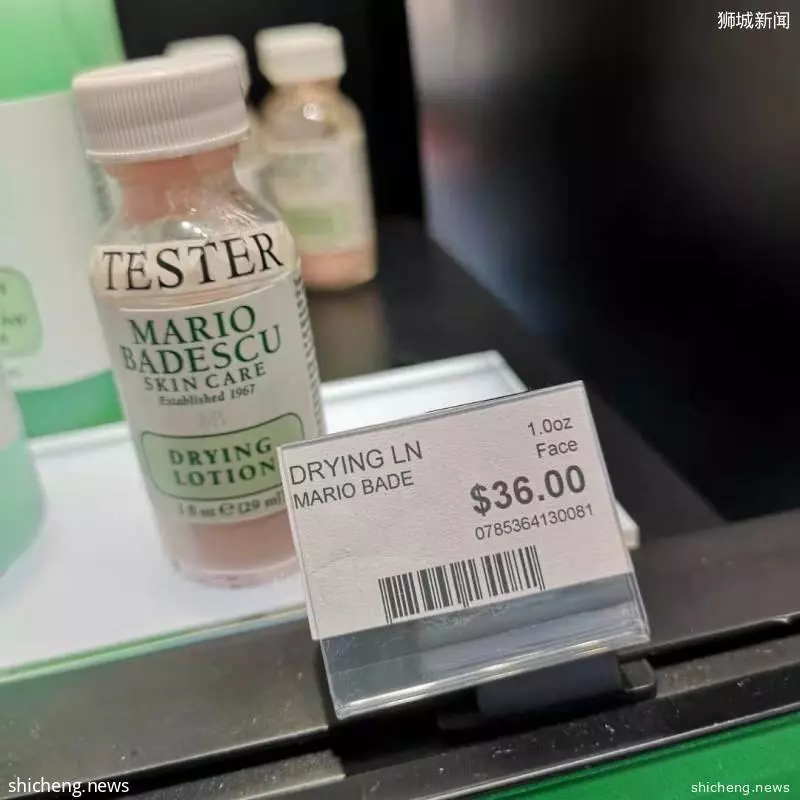 狮城新闻
TESTER
MARIO
BADESCU
SKIN CARE
Established 1967
DRYING
LOTION
1 fl oz ℮ (29 ml
DRYING LN
MARIO BADE
1.0oz
Face
$36.00
0785364130081
shicheng.news
shicheng.news